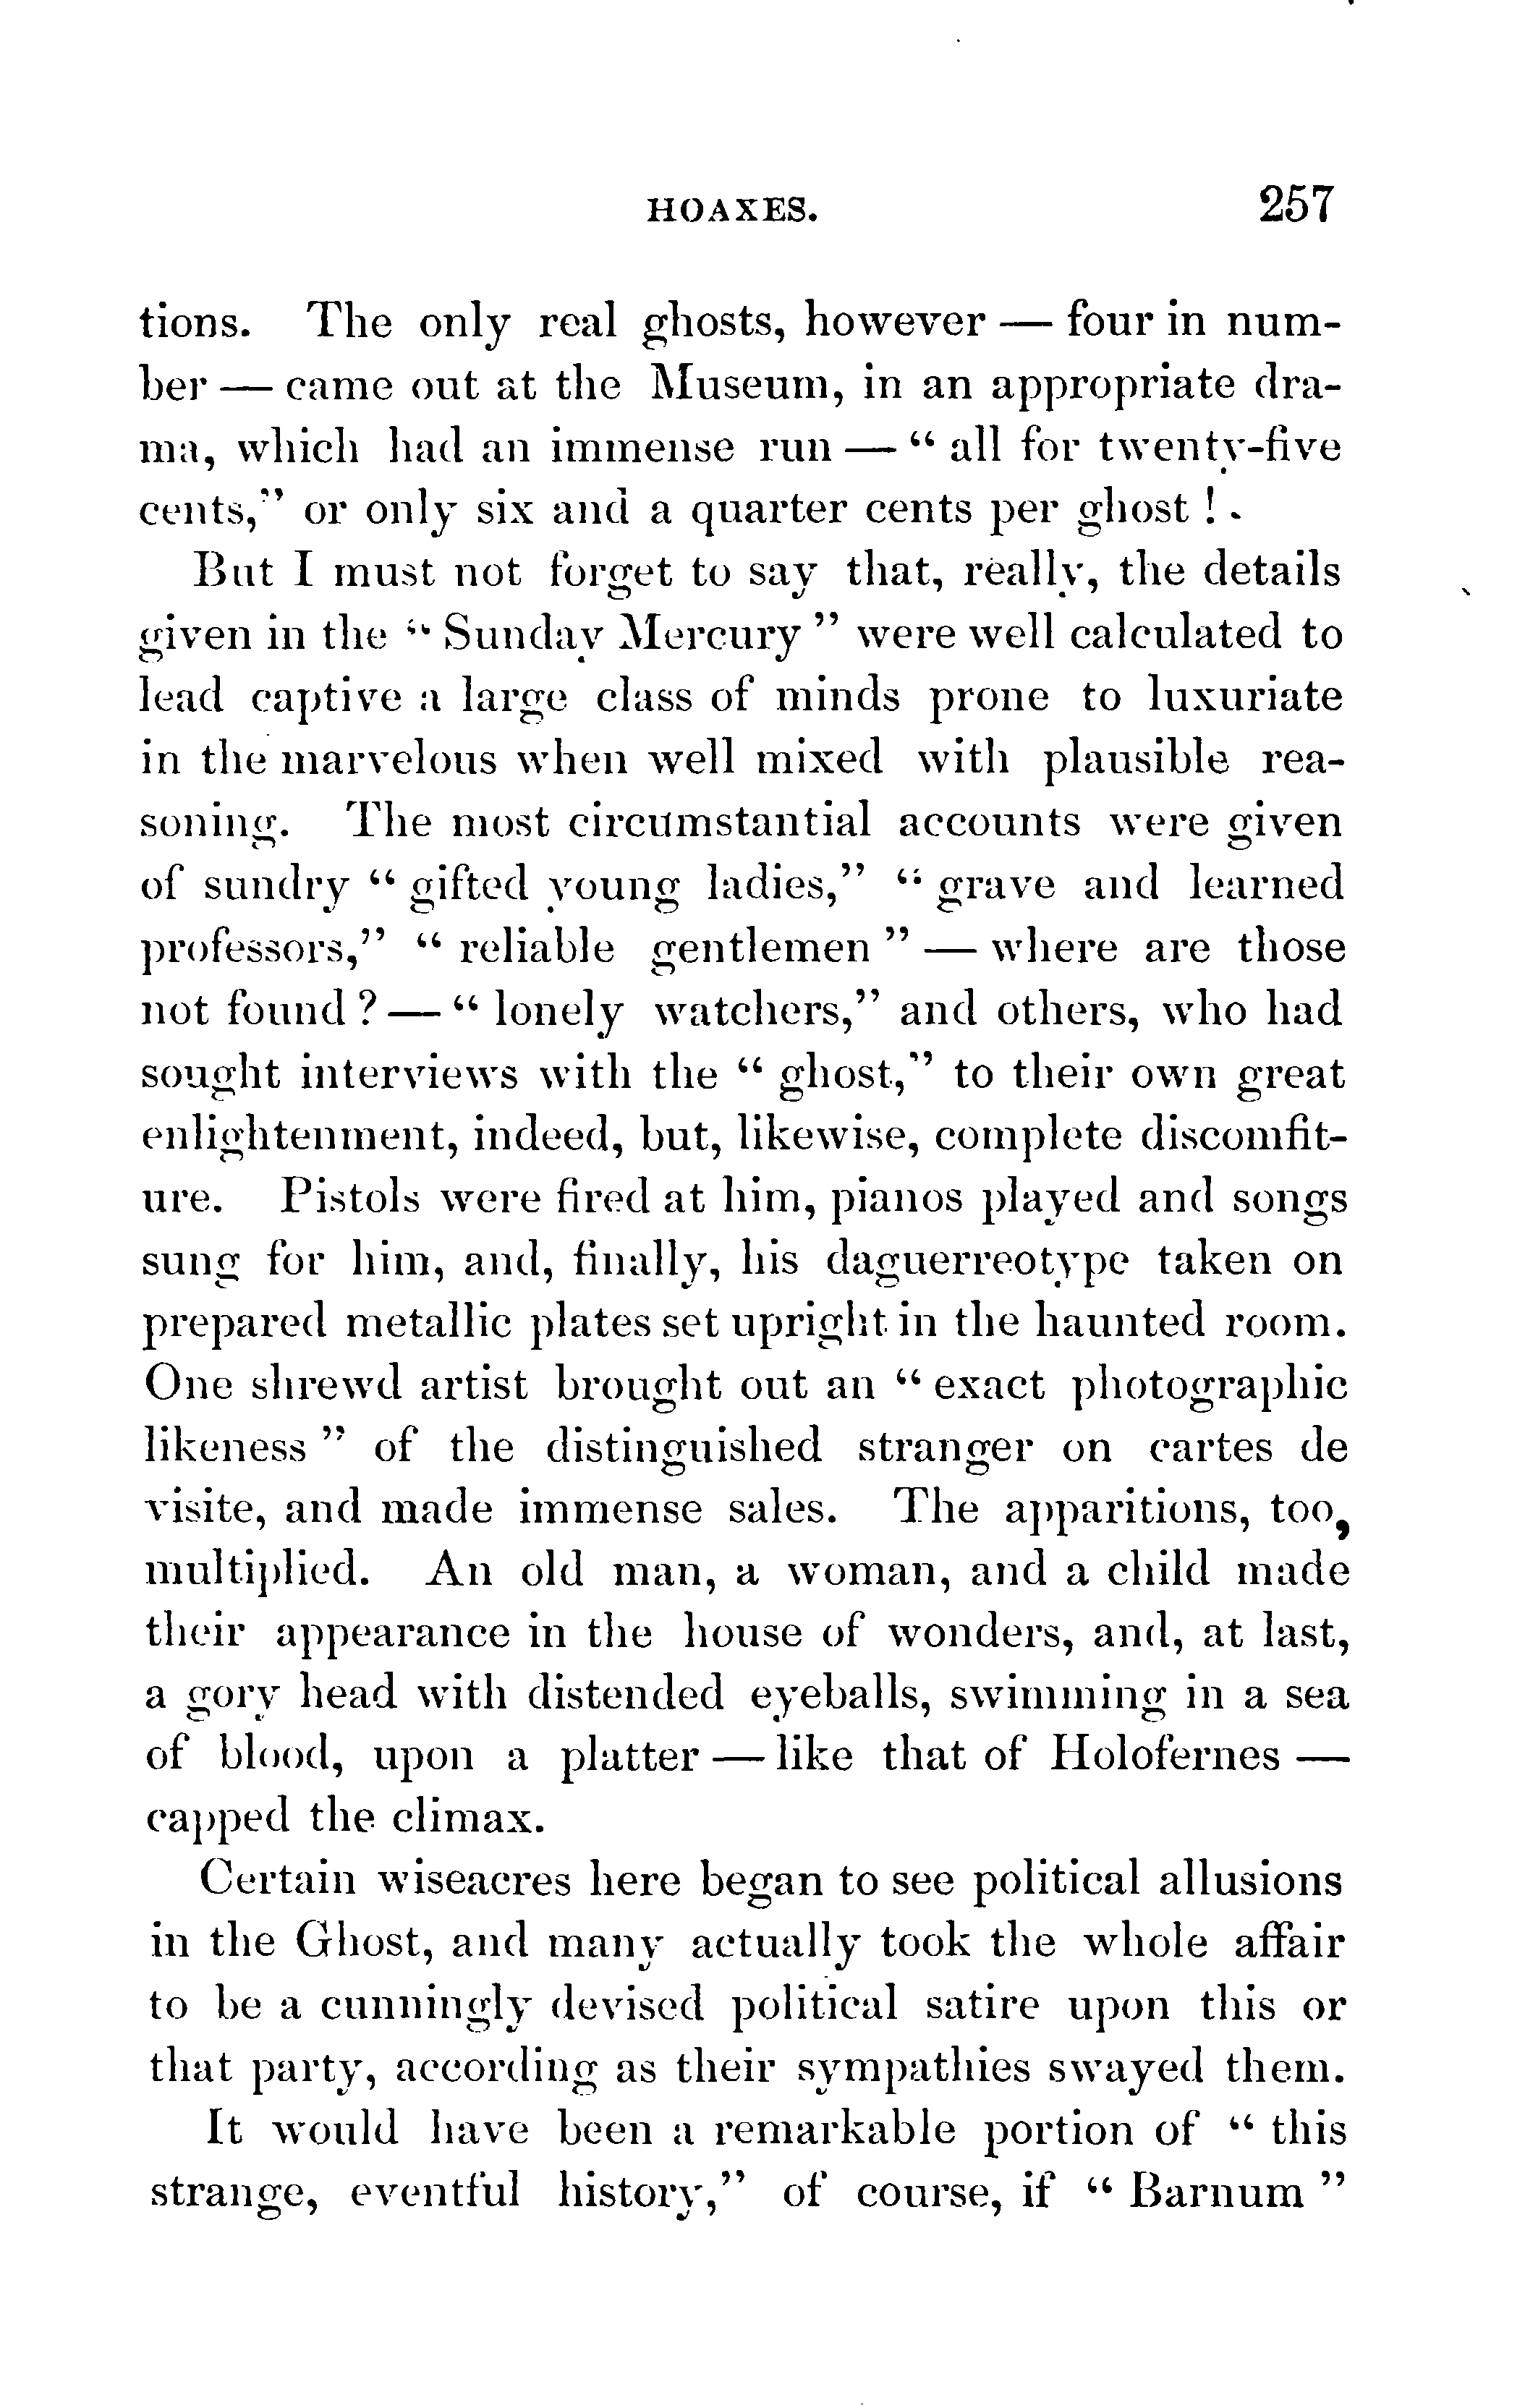 HOAXES. 257
tions. The only real ghosts, however — four in num-
ber — came out at the Museum, in an appropriate dra-
ma, which had an immense run — “ all for twenty-five
cents,” or only six and a quarter cents per ghost !
But I must not forget to say that, really, the details
given in the “ Sunday Mercury ” were well calculated to
lead captive a large class of minds prone to luxuriate
in the marvelous when well mixed with plausible rea-
soning. The most circumstantial accounts were given
of sundry “ gifted young ladies,” “ grave and learned
professors,” “ reliable gentlemen ” — where are those
not found ? — “ lonely watchers,” and others, who had
sought interviews with the “ ghost,” to their own great
enlightenment, indeed, but, likewise, complete discomfit-
ure. Pistols were fired at him, pianos played and songs
sung for him, and, finally, his daguerreotype taken on
prepared metallic plates set upright in the haunted room.
One shrewd artist brought out an “ exact photographic
likeness ” of the distinguished stranger on cartes de
visite, and made immense sales. The apparitions, too,
multiplied. An old man, a woman, and a child made
their appearance in the house of wonders, and, at last,
a gory head with distended eyeballs, swimming in a sea
of blood, upon a platter — like that of Holofernes —
capped the climax.
Certain wiseacres here began to see political allusions
in the Ghost, and many actually took the whole affair
to be a cunningly devised political satire upon this or
that party, according as their sympathies swayed them.
It would have been a remarkable portion of “ this
strange, eventful history,” of course, if “ Barnum ”